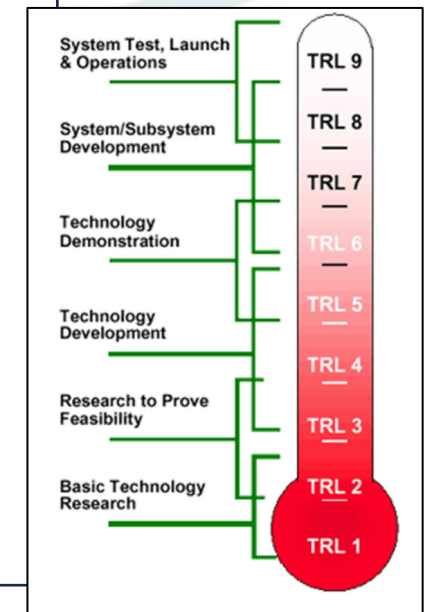 System Test, Launch
& Operations
System/Subsystem
Development
Technology
Demonstration
Technology
Development
Research to Prove
Feasibility
Basic Technology
Research
TRL 9
TRL 8
TRL 7
TRL 6
TRL 5
TRL 4
TRL 3
TRL 2
TRL 1